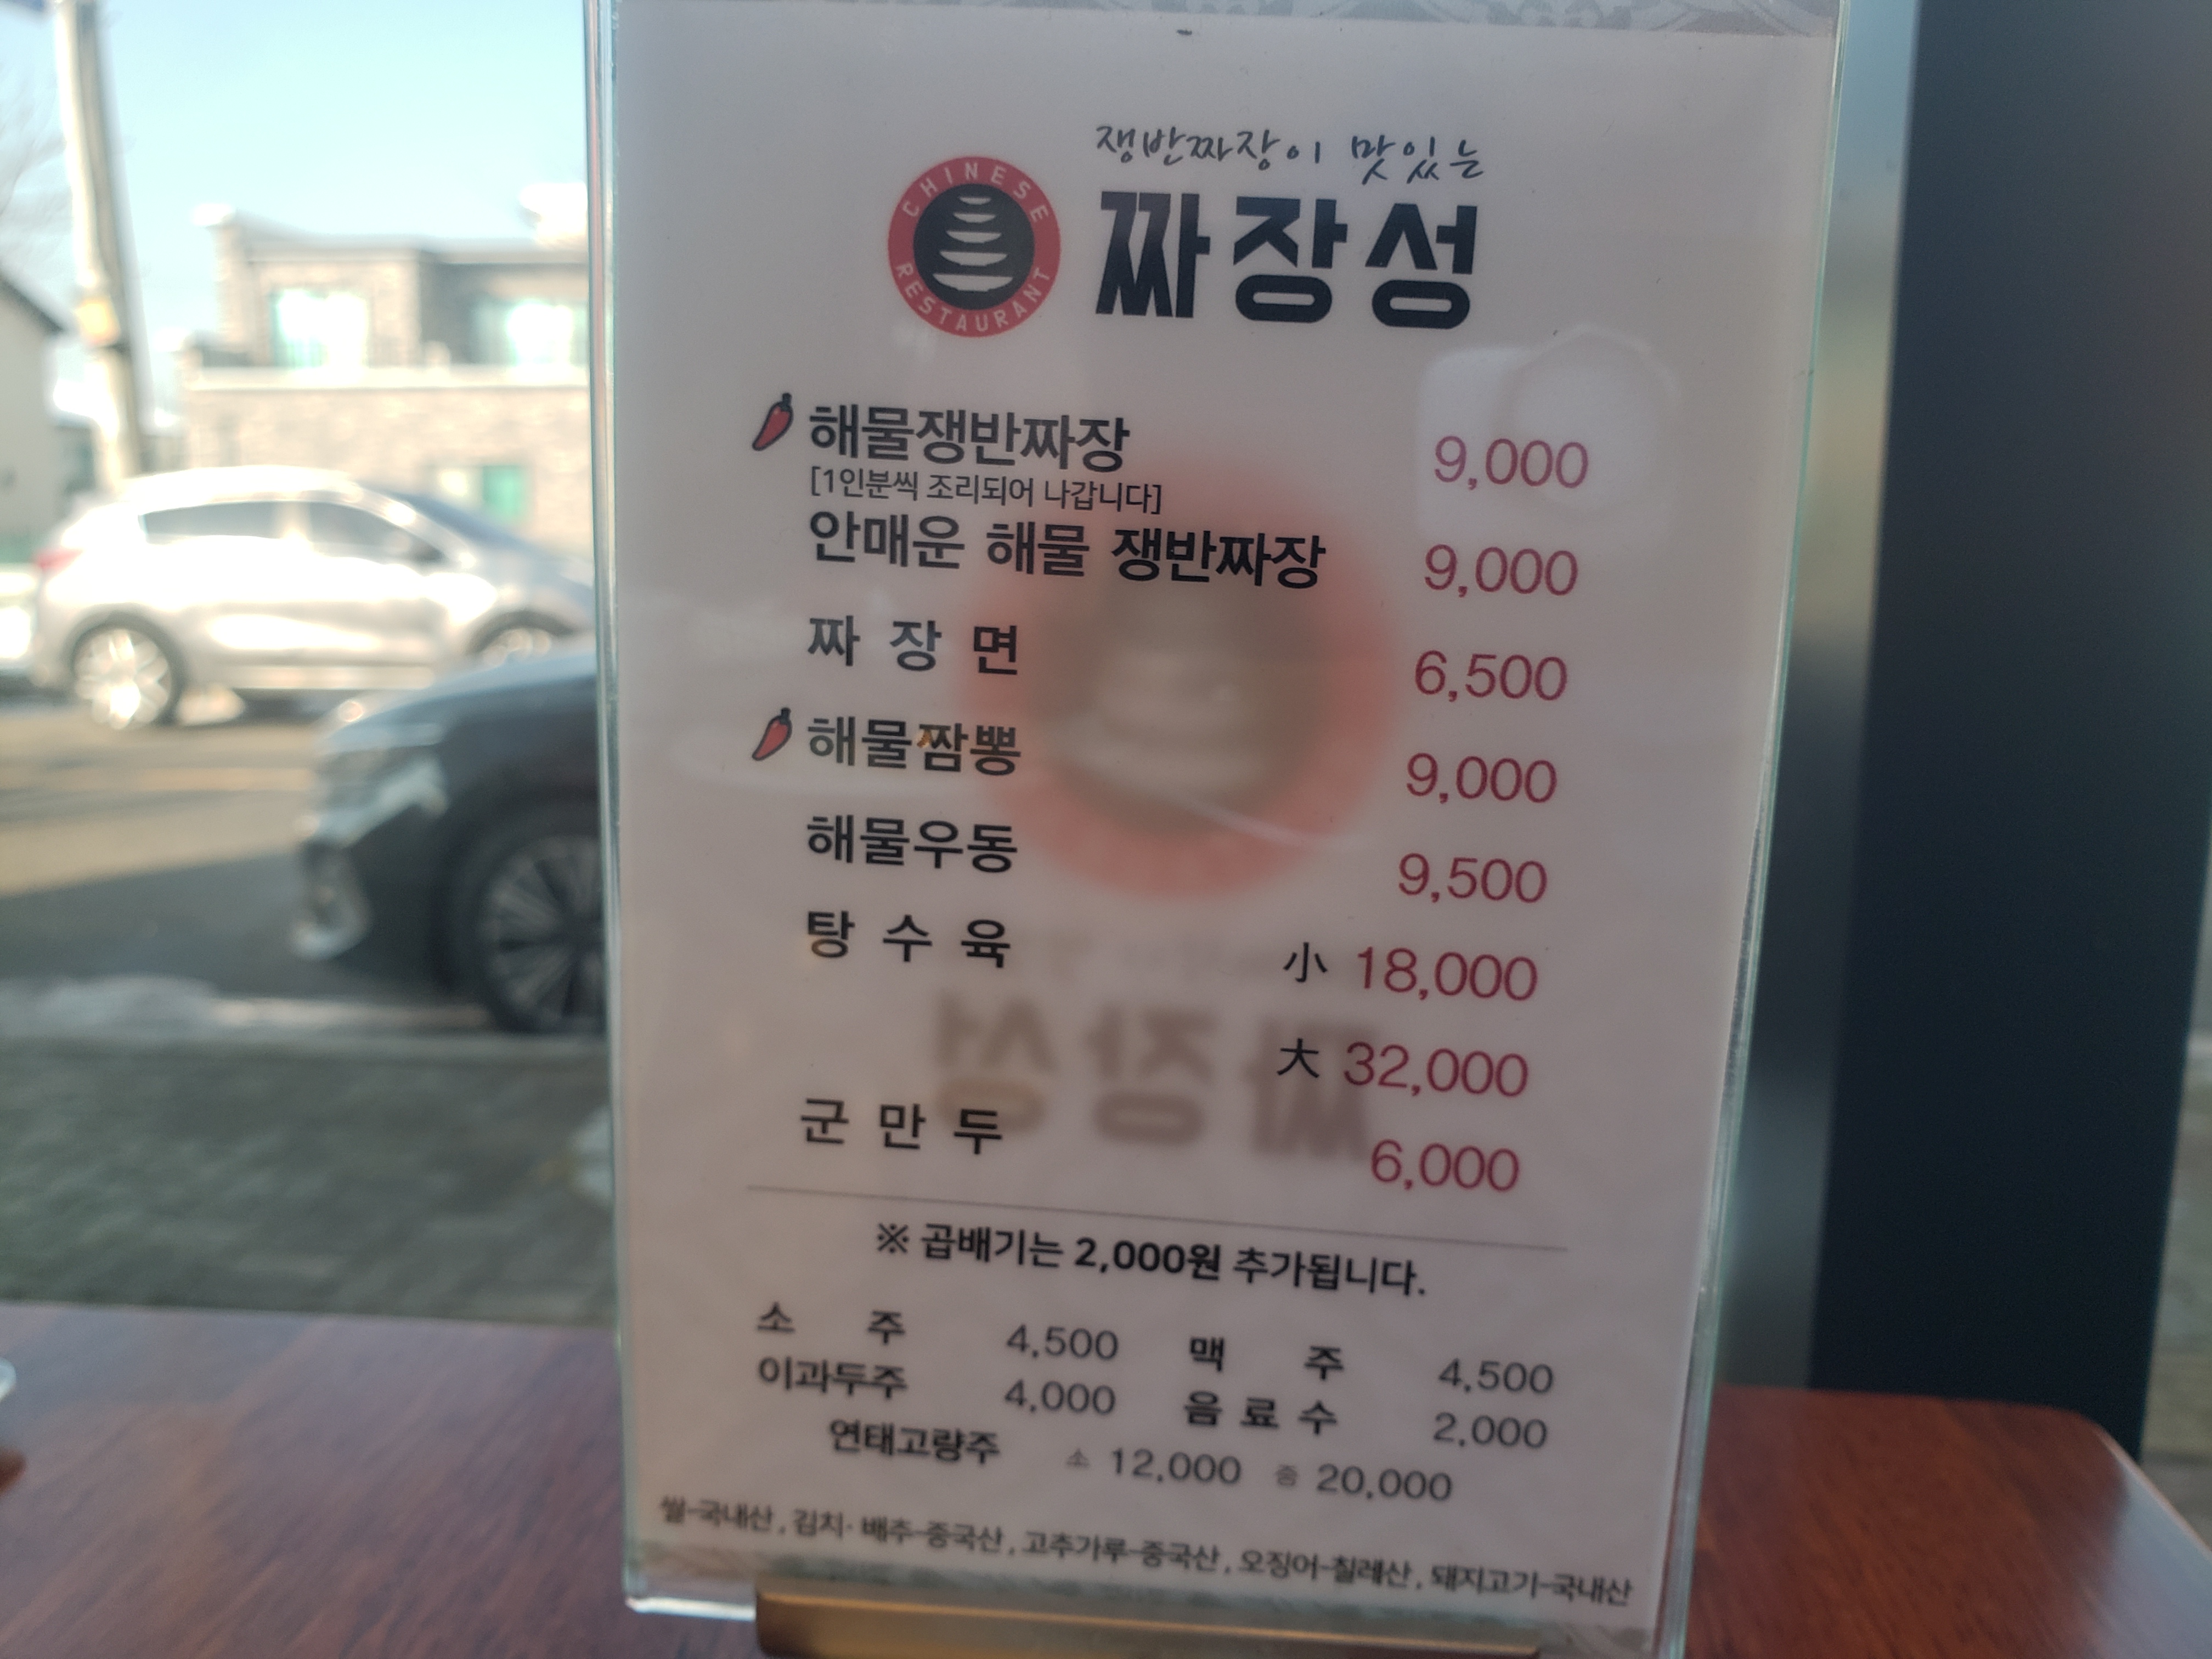 쟁반짜장이 맛있는
CHINESE RESTAURANT
짜장성
해물쟁반짜장 9,000
[1인분씩 조리되어 나갑니다]
안매운 해물 쟁반짜장 9,000
짜장면 6,500
해물짬뽕 9,000
해물우동 9,500
탕수육 小 18,000
大 32,000
군만두 6,000
※ 곱배기는 2,000원 추가됩니다.
소주 4,500 맥주 4,500
이과두주 4,000 음료수 2,000
연태고량주 소 12,000 중 20,000
쌀-국내산, 김치·배추-중국산, 고추가루-중국산, 오징어-칠레산, 돼지고기-국내산